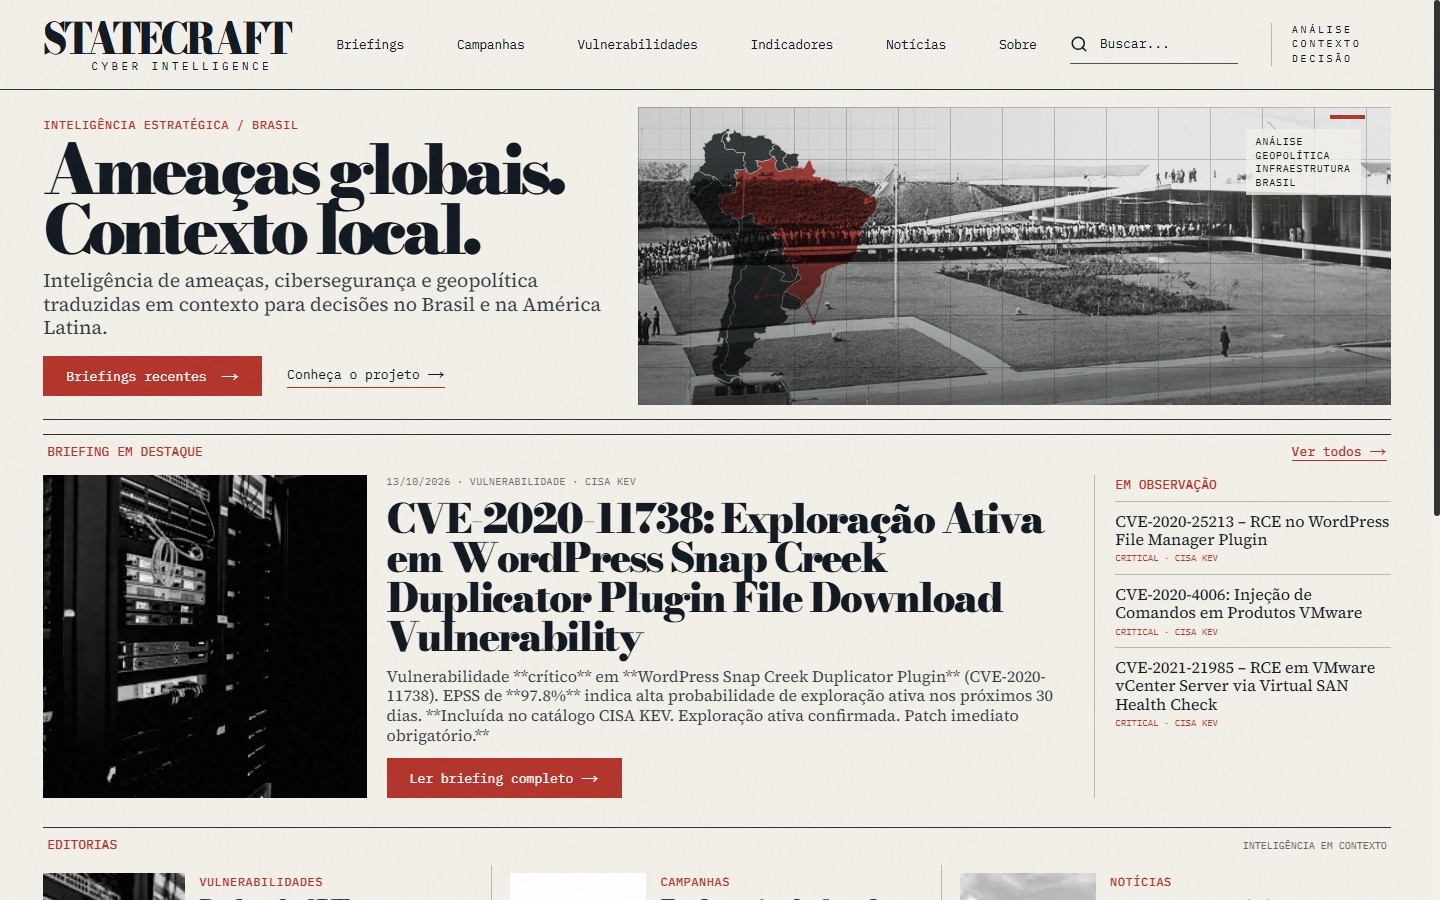 STATECRAFT
CYBER INTELLIGENCE
Briefings
Campanhas
Vulnerabilidades
Indicadores
Notícias
Sobre
Buscar...
ANÁLISE
CONTEXTO
DECISÃO
INTELIGÊNCIA ESTRATÉGICA / BRASIL
Ameaças globais.
Contexto local.
Inteligência de ameaças, cibersegurança e geopolítica
traduzidas em contexto para decisões no Brasil e na América
Latina.
Briefings recentes →
Conheça o projeto →
ANÁLISE
GEOPOLÍTICA
INFRAESTRUTURA
BRASIL
BRIEFING EM DESTAQUE
Ver todos →
13/10/2026 · VULNERABILIDADE · CISA KEV
CVE-2020-11738: Exploração Ativa
em WordPress Snap Creek
Duplicator Plugin File Download
Vulnerability
Vulnerabilidade **crítico** em **WordPress Snap Creek Duplicator Plugin** (CVE-2020-
11738). EPSS de **97.8%** indica alta probabilidade de exploração ativa nos próximos 30
dias. **Incluída no catálogo CISA KEV. Exploração ativa confirmada. Patch imediato
obrigatório.**
Ler briefing completo →
EM OBSERVAÇÃO
CVE-2020-25213 – RCE no WordPress
File Manager Plugin
CRITICAL · CISA KEV
CVE-2020-4006: Injeção de
Comandos em Produtos VMware
CRITICAL · CISA KEV
CVE-2021-21985 – RCE em VMware
vCenter Server via Virtual SAN
Health Check
CRITICAL · CISA KEV
EDITORIAS
INTELIGÊNCIA EM CONTEXTO
VULNERABILIDADES
CAMPANHAS
NOTÍCIAS